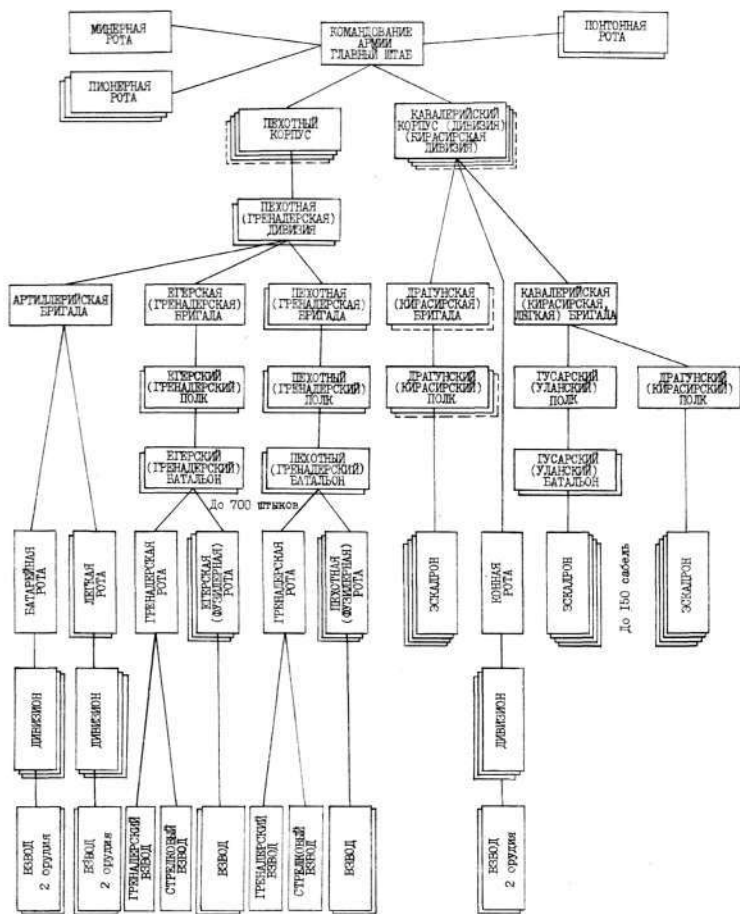 МИНЕРНАЯ
РОТА
КОМАНДОВАНИЕ
АРМИИ
ГЛАВНЫЙ ШТАБ
ПОНТОННАЯ
РОТА
ПИОНЕРНАЯ
РОТА
ПЕХОТНЫЙ
КОРПУС
КАВАЛЕРИЙСКИЙ
КОРПУС (ДИВИЗИЯ)
(КИРАСИРСКАЯ
ДИВИЗИЯ)
ПЕХОТНАЯ
(ГРЕНАДЕРСКАЯ)
ДИВИЗИЯ
АРТИЛЛЕРИЙСКАЯ
БРИГАДА
ЕГЕРСКАЯ
(ГРЕНАДЕРСКАЯ)
БРИГАДА
ПЕХОТНАЯ
(ГРЕНАДЕРСКАЯ)
БРИГАДА
ДРАГУНСКАЯ
(КИРАСИРСКАЯ)
БРИГАДА
КАВАЛЕРИЙСКАЯ
(КИРАСИРСКАЯ,
ЛЕГКАЯ) БРИГАДА
ЕГЕРСКИЙ
(ГРЕНАДЕРСКИЙ)
ПОЛК
ПЕХОТНЫЙ
(ГРЕНАДЕРСКИЙ)
ПОЛК
ДРАГУНСКИЙ
(КИРАСИРСКИЙ)
ПОЛК
ГУСАРСКИЙ
(УЛАНСКИЙ)
ПОЛК
ДРАГУНСКИЙ
(КИРАСИРСКИЙ)
ПОЛК
ЕГЕРСКИЙ
(ГРЕНАДЕРСКИЙ)
БАТАЛЬОН
ПЕХОТНЫЙ
(ГРЕНАДЕРСКИЙ)
БАТАЛЬОН
ГУСАРСКИЙ
(УЛАНСКИЙ)
БАТАЛЬОН
До 700 штыков
БАТАРЕЙНАЯ
РОТА
ЛЕГКАЯ
РОТА
ГРЕНАДЕРСКАЯ
РОТА
ЕГЕРСКАЯ
(ФУЗИЛЕРНАЯ)
РОТА
ГРЕНАДЕРСКАЯ
РОТА
ПЕХОТНАЯ
(ФУЗИЛЕРНАЯ)
РОТА
ЭСКАДРОН
КОННАЯ
РОТА
ЭСКАДРОН
До 150 сабель
ЭСКАДРОН
ДИВИЗИОН
ДИВИЗИОН
ДИВИЗИОН
ВЗВОД
2 орудия
ВЗВОД
2 орудия
ГРЕНАДЕРСКИЙ
ВЗВОД
СТРЕЛКОВЫЙ
ВЗВОД
ВЗВОД
ГРЕНАДЕРСКИЙ
ВЗВОД
СТРЕЛКОВЫЙ
ВЗВОД
ВЗВОД
ВЗВОД
2 орудия